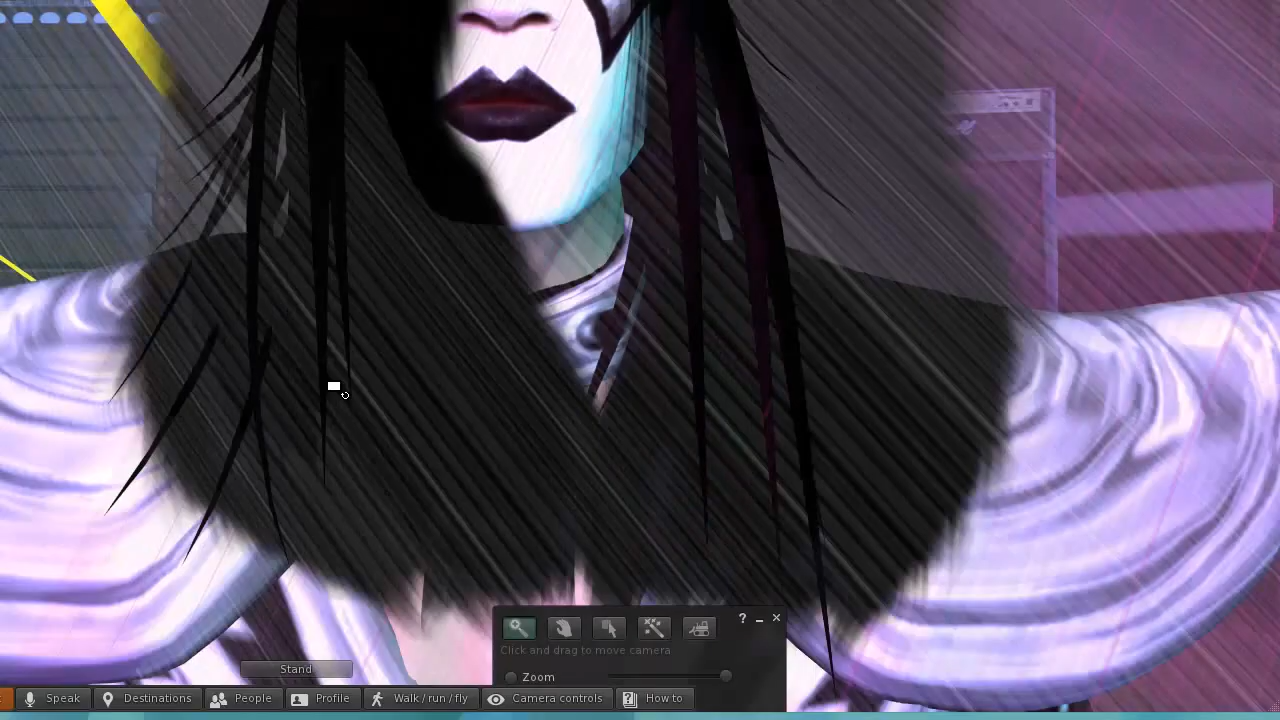 ?
Click and drag to move camera
Zoom
Stand
Speak
Destinations
People
Profile
Walk / run / fly
Camera controls
How to